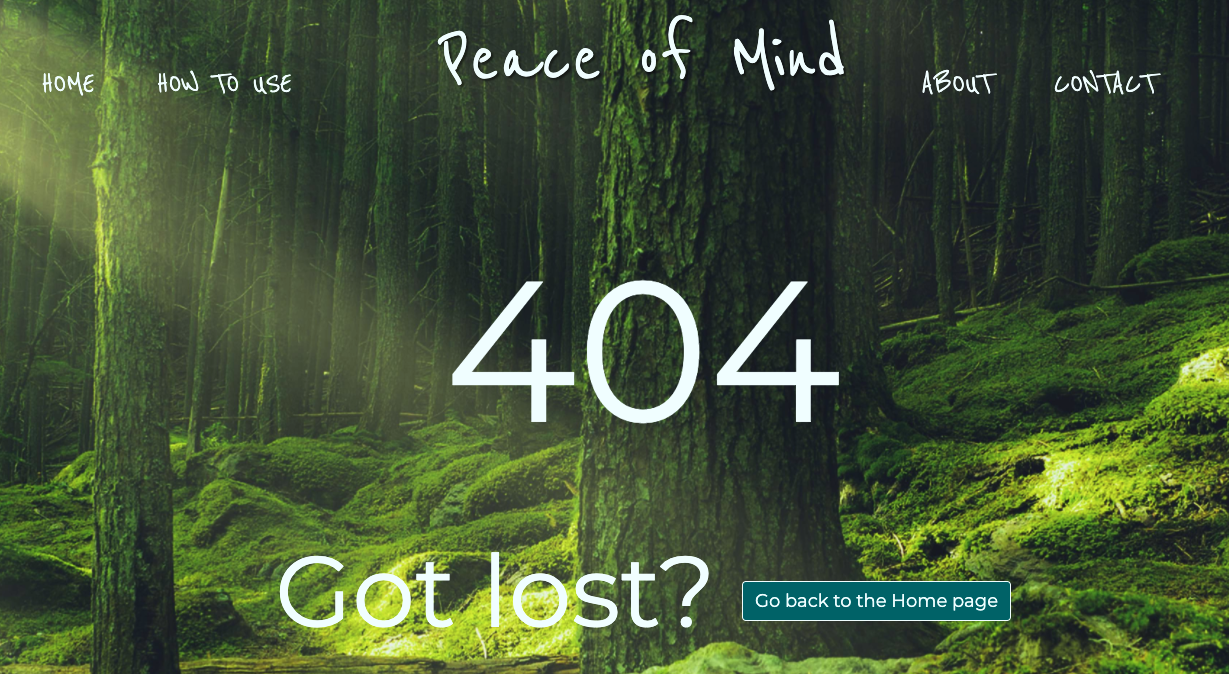 Peace of Mind
HOME HOW TO USE ABOUT CONTACT
404
Got lost? Go back to the Home page